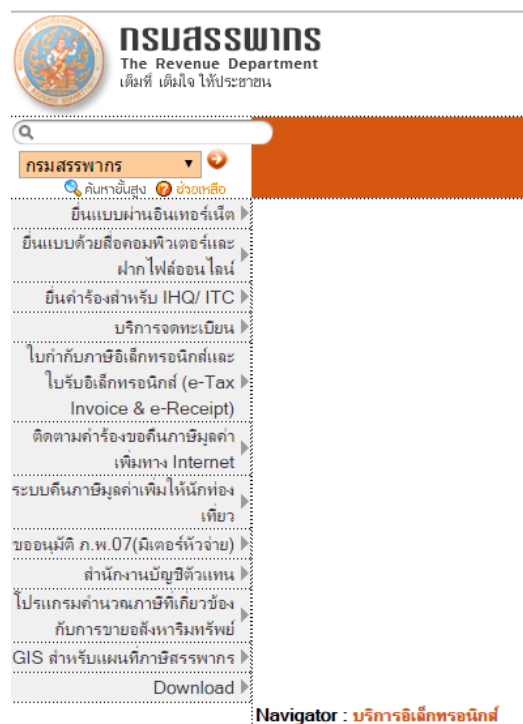 กรมสรรพากร
The Revenue Department
เต็มที่ เต็มใจ ให้ประชาชน
กรมสรรพากร
ค้นหาขั้นสูง ช่วยเหลือ
ยื่นแบบผ่านอินเทอร์เน็ต
ยื่นแบบด้วยสื่อคอมพิวเตอร์และ
ฝากไฟล์ออนไลน์
ยื่นคำร้องสำหรับ IHQ/ ITC
บริการจดทะเบียน
ใบกำกับภาษีอิเล็กทรอนิกส์และ
ใบรับอิเล็กทรอนิกส์ (e-Tax
Invoice & e-Receipt)
ติดตามคำร้องขอคืนภาษีมูลค่า
เพิ่มทาง Internet
ระบบคืนภาษีมูลค่าเพิ่มให้นักท่อง
เที่ยว
ขออนุมัติ ภ.พ.07(มิเตอร์หัวจ่าย)
สำนักงานบัญชีตัวแทน
โปรแกรมคำนวณภาษีที่เกี่ยวข้อง
กับการขายอสังหาริมทรัพย์
GIS สำหรับแผนที่ภาษีสรรพากร
Download
Navigator : บริการอิเล็กทรอนิกส์